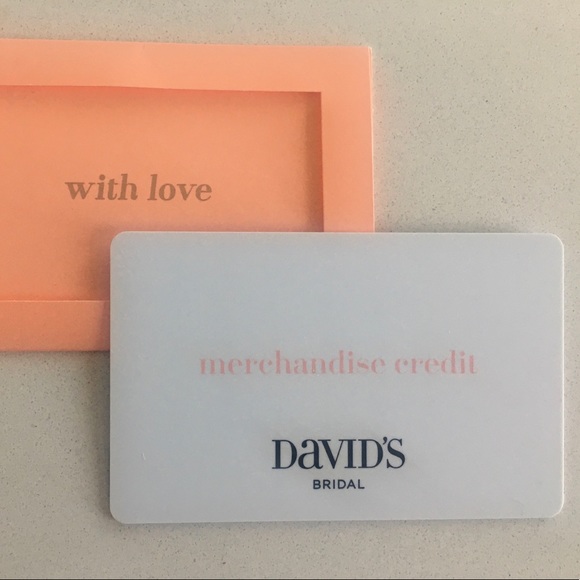 with love
merchandise credit
DAVID'S
BRIDAL